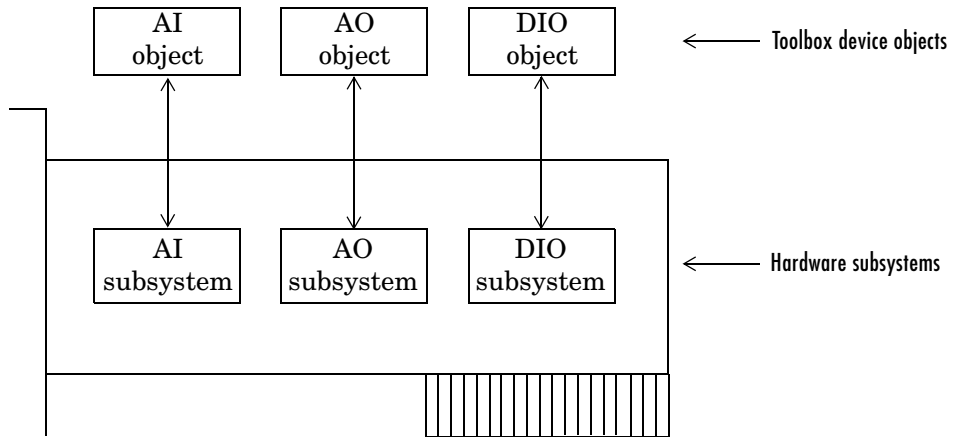 AI
object
AO
object
DIO
object
Toolbox device objects
AI
subsystem
AO
subsystem
DIO
subsystem
Hardware subsystems